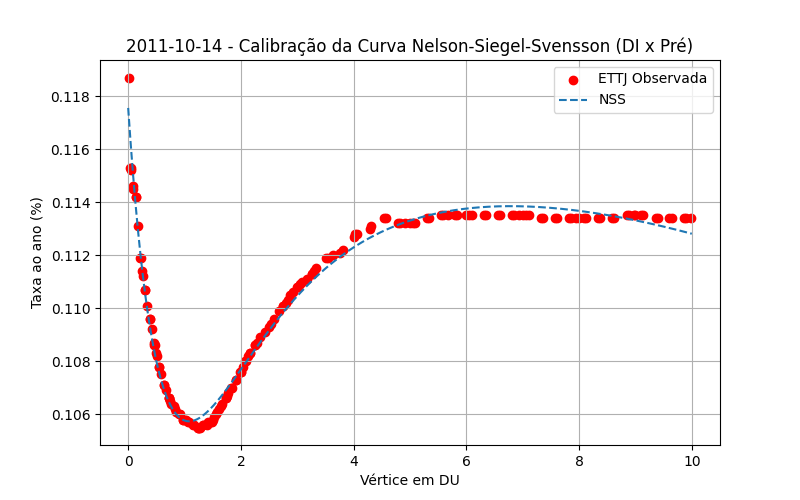 2011-10-14 - Calibração da Curva Nelson-Siegel-Svensson (DI x Pré)
ETTJ Observada
NSS
Taxa ao ano (%)
0.118
0.116
0.114
0.112
0.110
0.108
0.106
0 2 4 6 8 10
Vértice em DU